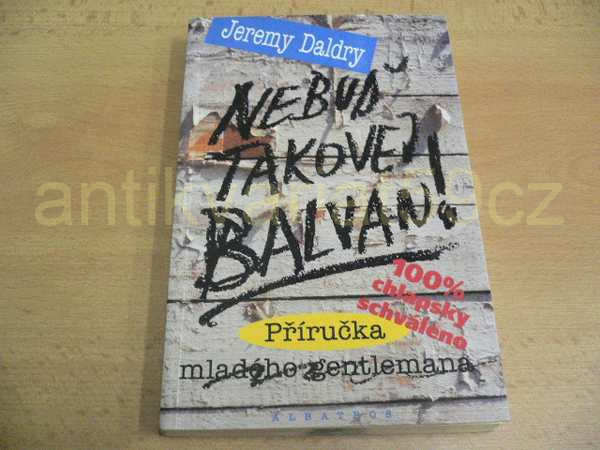 Jeremy Daldry
NEBUĎ
TAKOVEJ
BALVAN!
100%
chlapsky
schváleno
Příručka
mladého gentlemana
ALBATROS